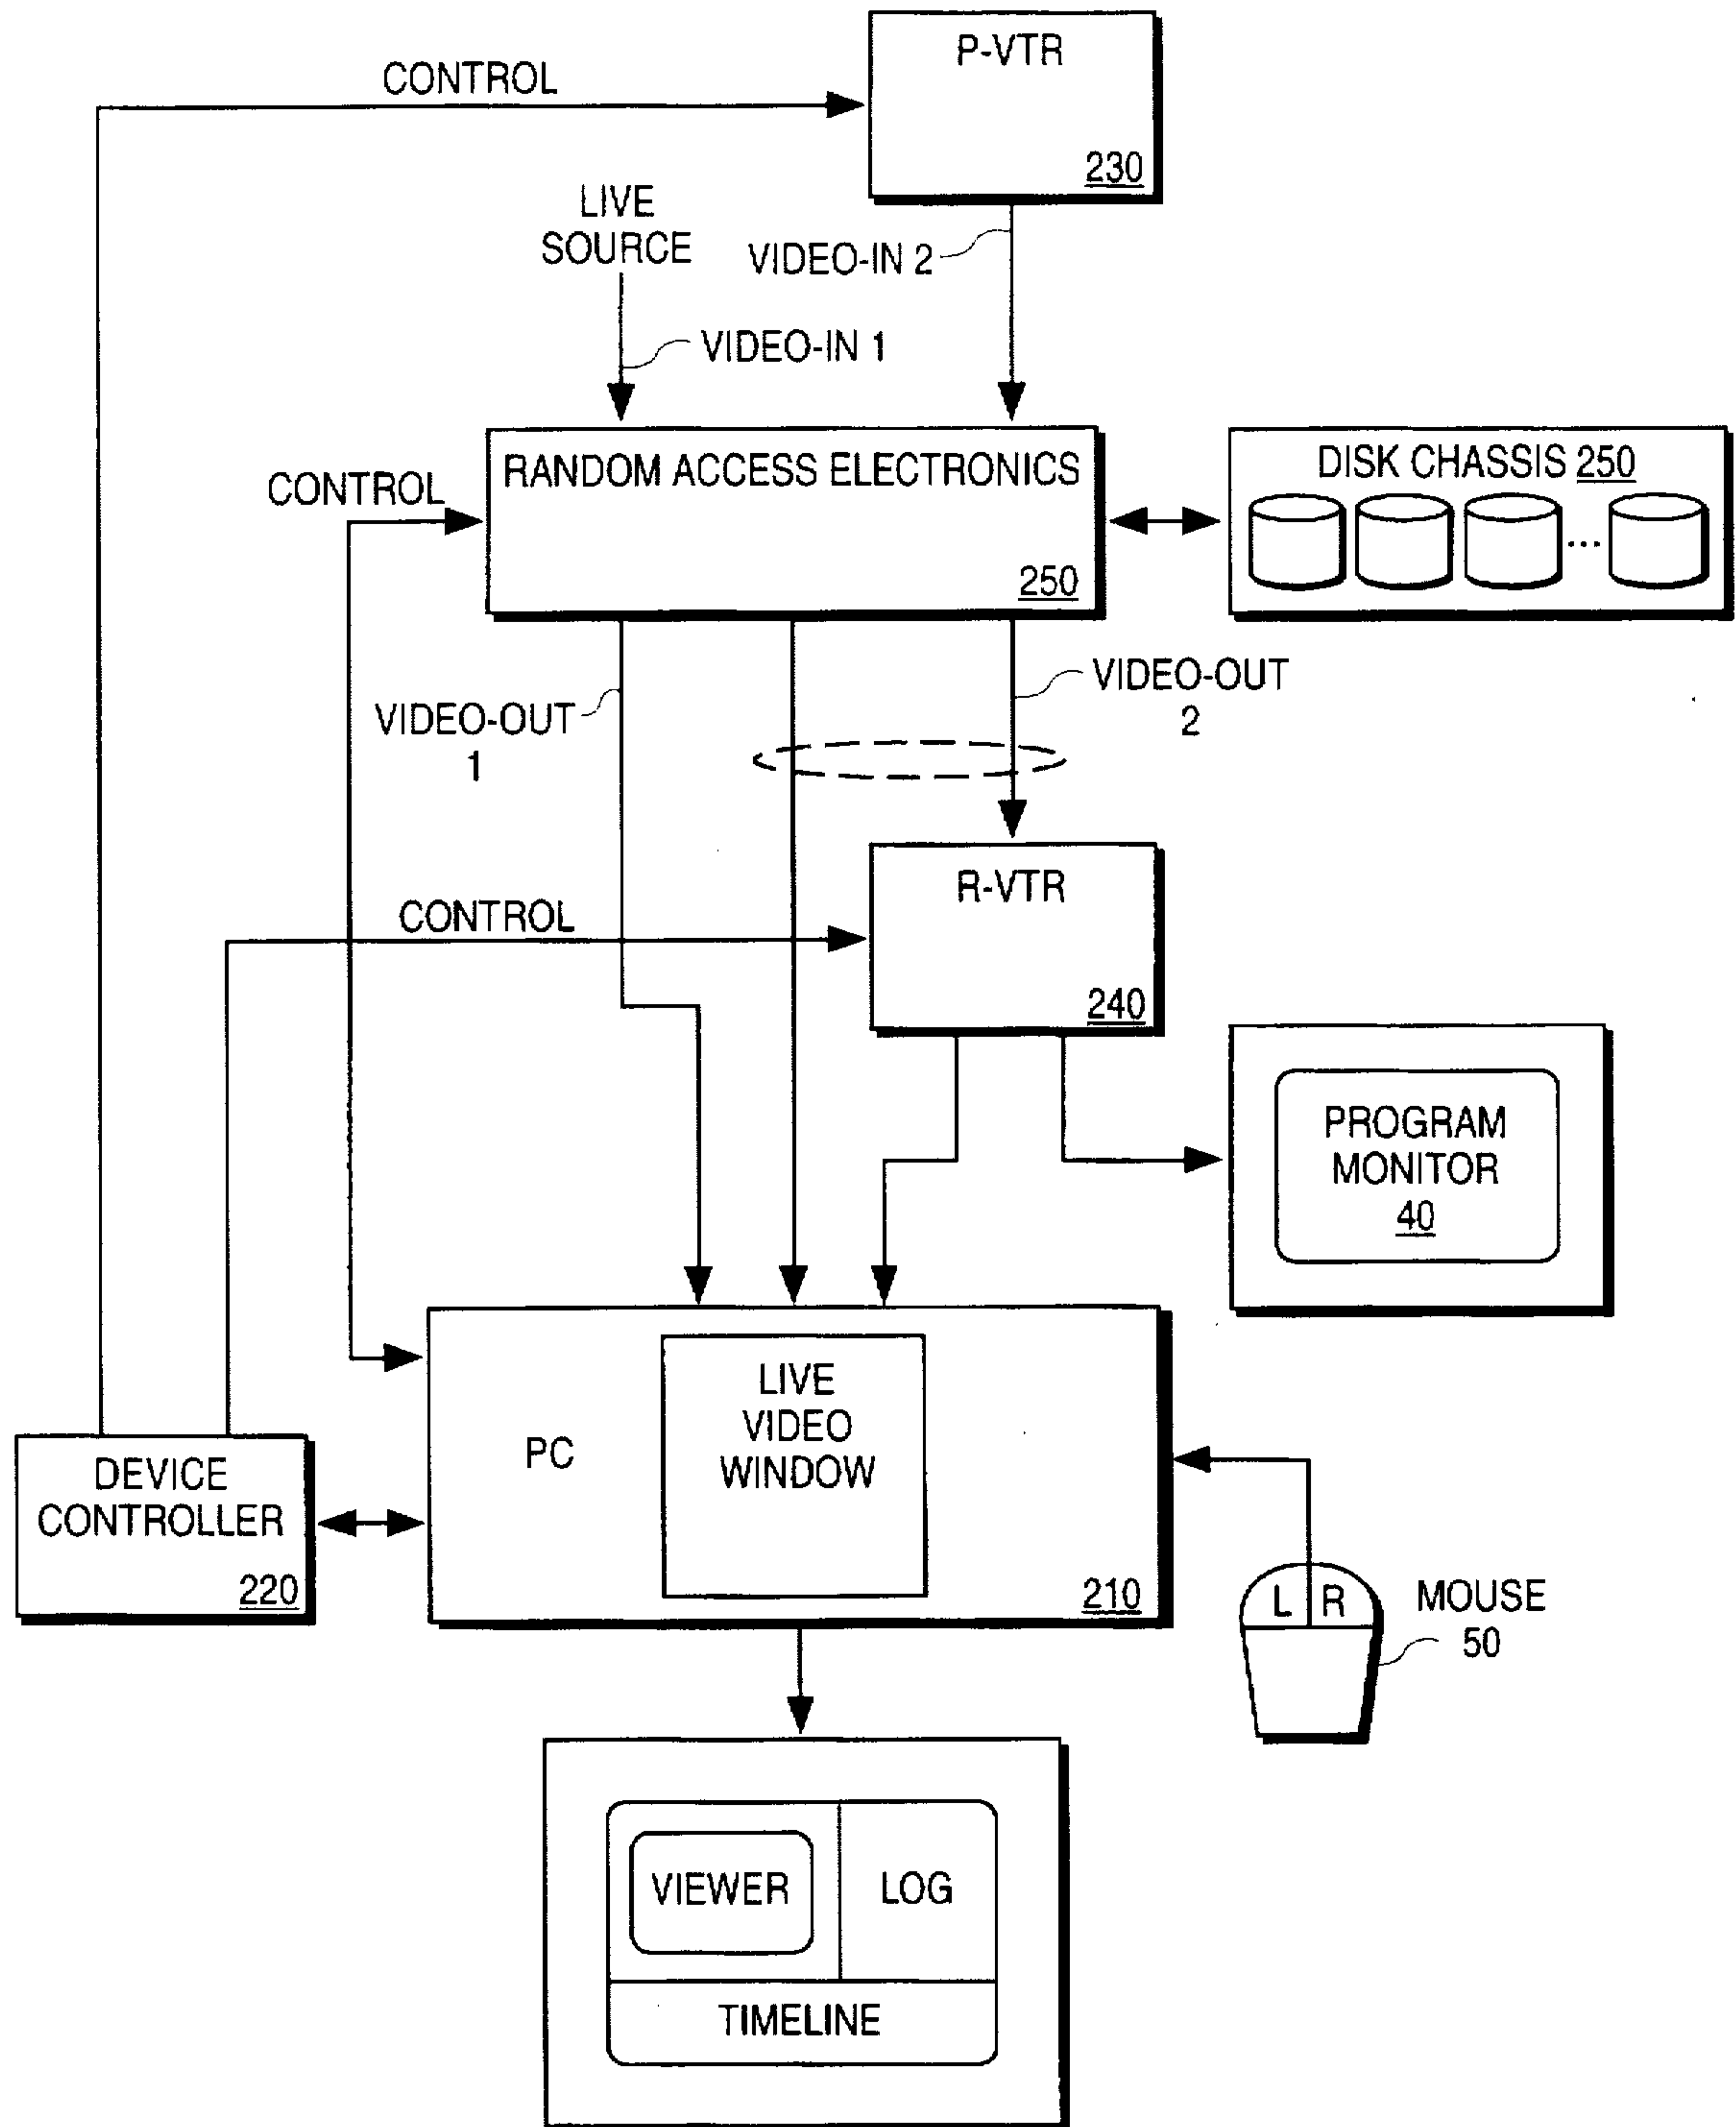 P-VTR
230
CONTROL
LIVE
SOURCE
VIDEO-IN 2
VIDEO-IN 1
RANDOM ACCESS ELECTRONICS
250
DISK CHASSIS 250
...
CONTROL
VIDEO-OUT
1
VIDEO-OUT
2
R-VTR
240
CONTROL
PROGRAM
MONITOR
40
PC
LIVE
VIDEO
WINDOW
210
DEVICE
CONTROLLER
220
L R
MOUSE
50
VIEWER
LOG
TIMELINE